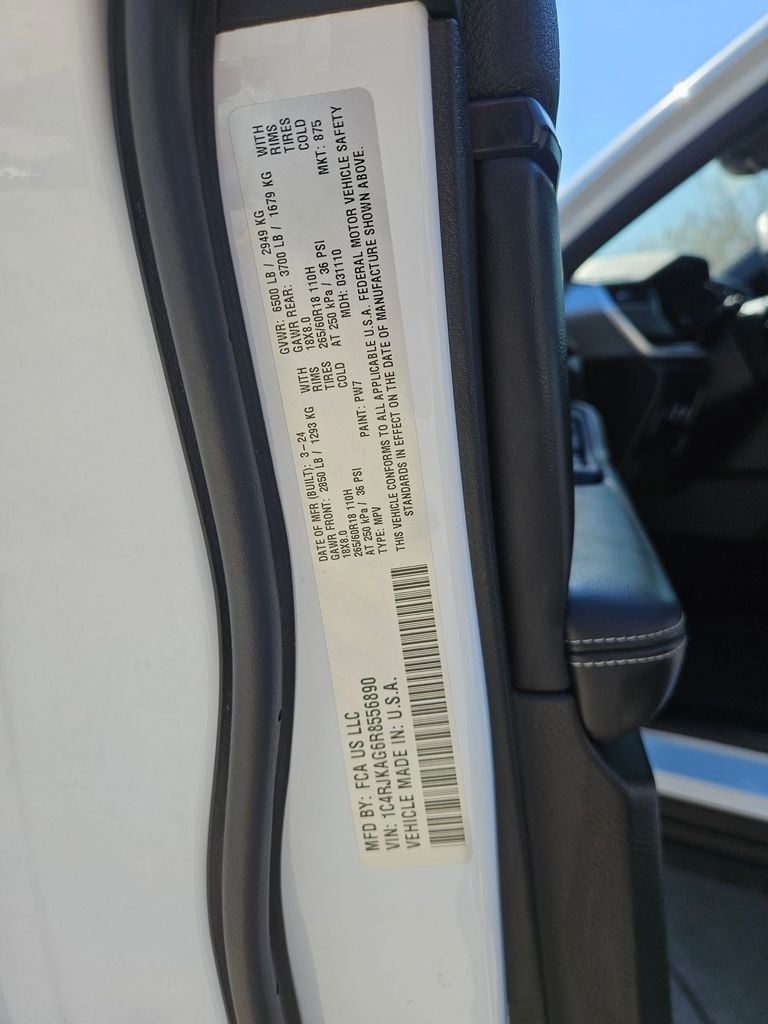 MFD BY: FCA US LLC
VIN: 1C4RJKAG6R8556890
VEHICLE MADE IN: U.S.A.
DATE OF MFR (BUILT): 3-24
GAWR FRONT: 2850 LB / 1293 KG
18X8.0
265/60R18 110H
AT 250 kPa / 36 PSI
WITH
RIMS
TIRES
COLD
TYPE: MPV
PAINT: PW7
GVWR: 6500 LB / 2949 KG
GAWR REAR: 3700 LB / 1679 KG
18X8.0
265/60R18 110H
AT 250 kPa / 36 PSI
WITH
RIMS
TIRES
COLD
MDH: 031110
MKT: 875
THIS VEHICLE CONFORMS TO ALL APPLICABLE U.S.A. FEDERAL MOTOR VEHICLE SAFETY
STANDARDS IN EFFECT ON THE DATE OF MANUFACTURE SHOWN ABOVE.